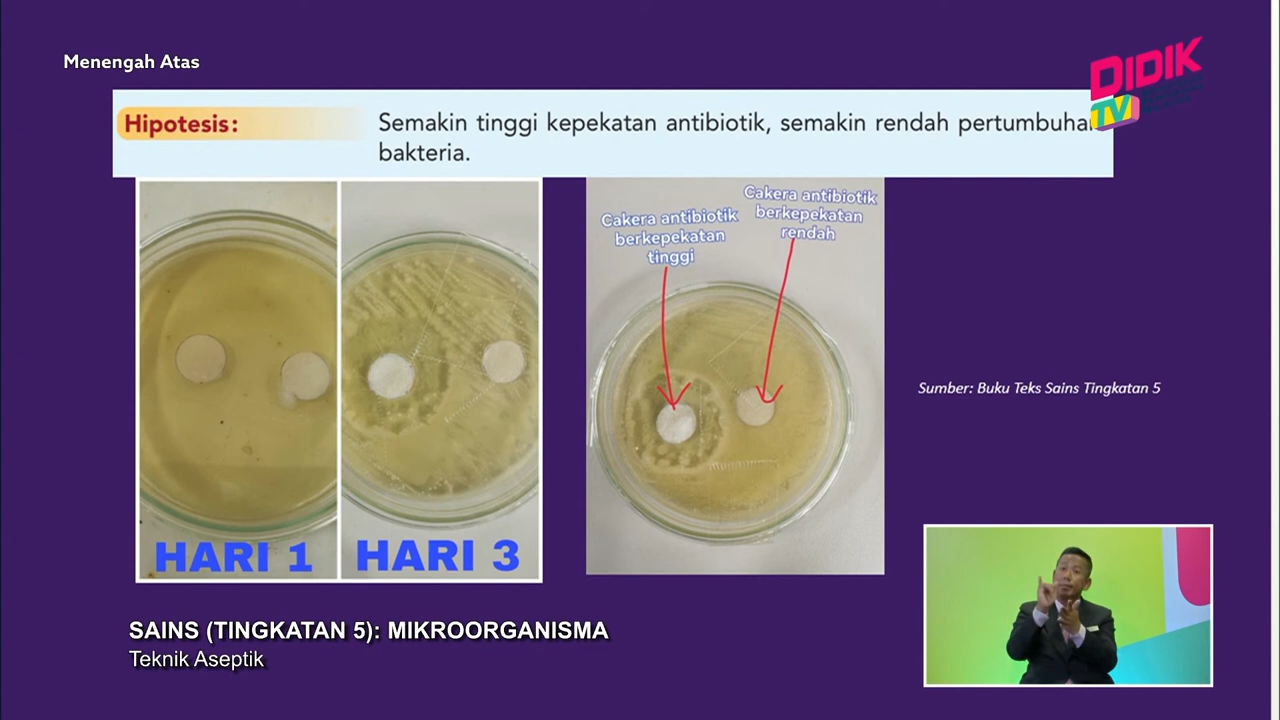 Menengah Atas
DIDIK
TV
Hipotesis:
Semakin tinggi kepekatan antibiotik, semakin rendah pertumbuhan
bakteria.
Cakera antibiotik
berkepekatan
tinggi
Cakera antibiotik
berkepekatan
rendah
HARI 1
HARI 3
Sumber: Buku Teks Sains Tingkatan 5
SAINS (TINGKATAN 5): MIKROORGANISMA
Teknik Aseptik